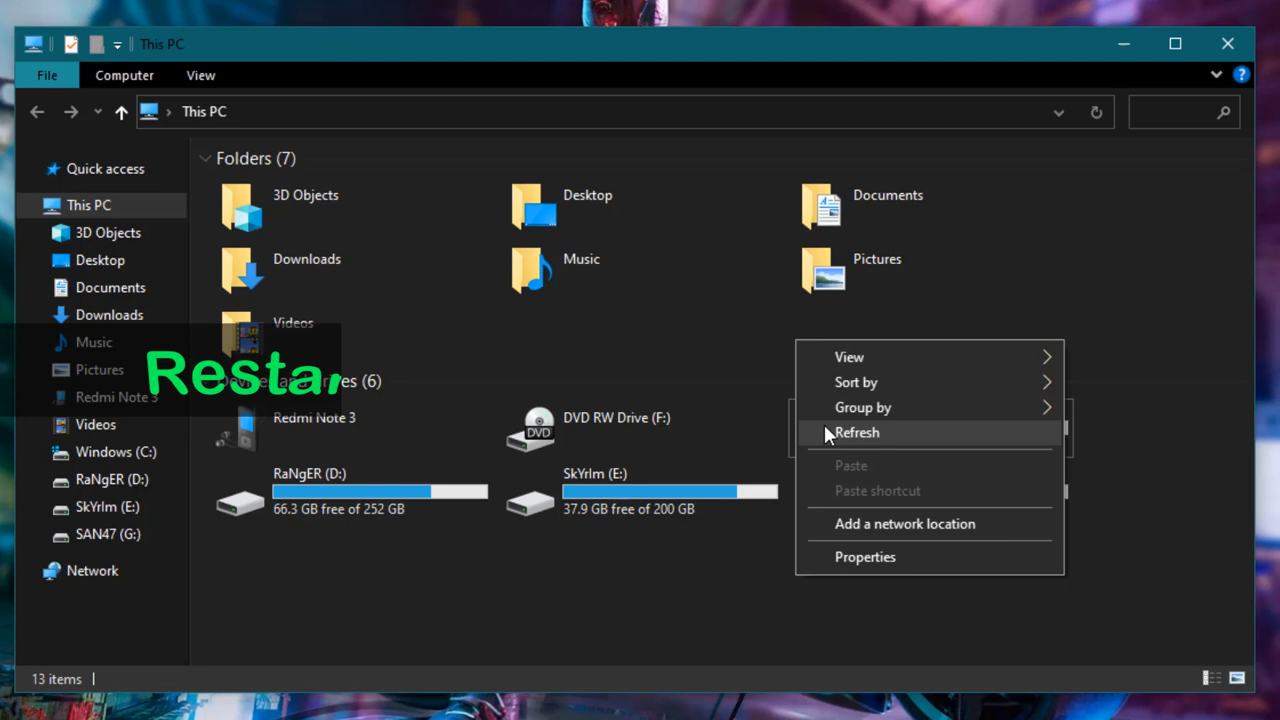 This PC
File Computer View
This PC
Quick access
This PC
3D Objects
Desktop
Documents
Downloads
Music
Pictures
Redmi Note 3
Videos
Windows (C:)
RaNgER (D:)
SkYrIm (E:)
SAN47 (G:)
Network
Folders (7)
3D Objects
Desktop
Documents
Downloads
Music
Pictures
Videos
Restar
Devices and drives (6)
Redmi Note 3
DVD RW Drive (F:)
DVD
RaNgER (D:)
66.3 GB free of 252 GB
SkYrIm (E:)
37.9 GB free of 200 GB
View
Sort by
Group by
Refresh
Paste
Paste shortcut
Add a network location
Properties
13 items